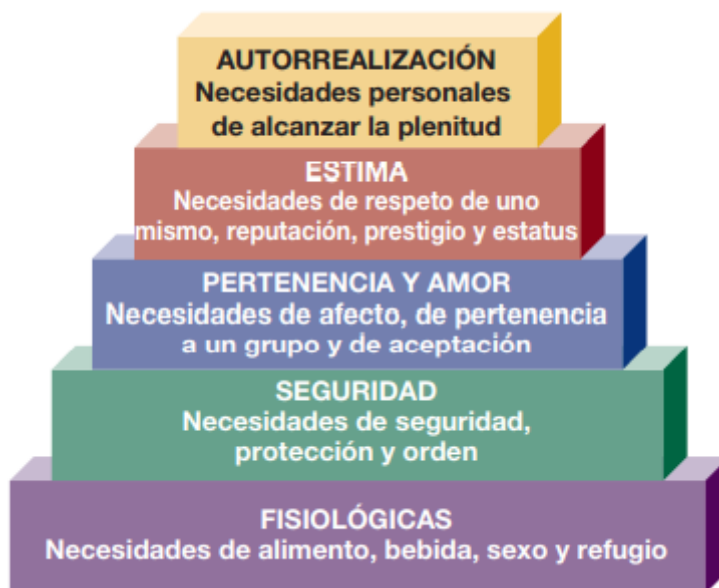 AUTORREALIZACIÓN
Necesidades personales
de alcanzar la plenitud
ESTIMA
Necesidades de respeto de uno
mismo, reputación, prestigio y estatus
PERTENENCIA Y AMOR
Necesidades de afecto, de pertenencia
a un grupo y de aceptación
SEGURIDAD
Necesidades de seguridad,
protección y orden
FISIOLÓGICAS
Necesidades de alimento, bebida, sexo y refugio